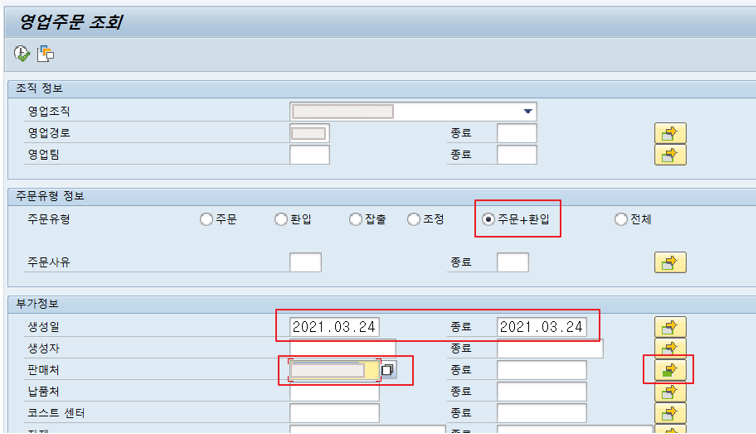 영업주문 조회
조직 정보
영업조직
영업경로 종료
영업팀 종료
주문유형 정보
주문유형 주문 환입 잡출 조정 주문+환입 전체
주문사유 종료
부가정보
생성일 2021.03.24 종료 2021.03.24
생성자 종료
판매처 종료
납품처 종료
코스트 센터 종료